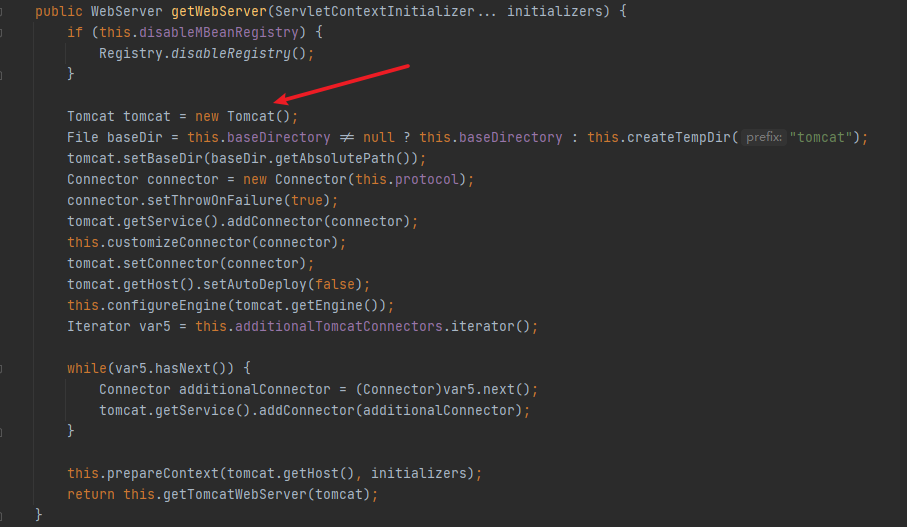 public WebServer getWebServer(ServletContextInitializer... initializers) {
if (this.disableMBeanRegistry) {
Registry.disableRegistry();
}
Tomcat tomcat = new Tomcat();
File baseDir = this.baseDirectory ≠ null ? this.baseDirectory : this.createTempDir( prefix: "tomcat");
tomcat.setBaseDir(baseDir.getAbsolutePath());
Connector connector = new Connector(this.protocol);
connector.setThrowOnFailure(true);
tomcat.getService().addConnector(connector);
this.customizeConnector(connector);
tomcat.setConnector(connector);
tomcat.getHost().setAutoDeploy(false);
this.configureEngine(tomcat.getEngine());
Iterator var5 = this.additionalTomcatConnectors.iterator();
while(var5.hasNext()) {
Connector additionalConnector = (Connector)var5.next();
tomcat.getService().addConnector(additionalConnector);
}
this.prepareContext(tomcat.getHost(), initializers);
return this.getTomcatWebServer(tomcat);
}